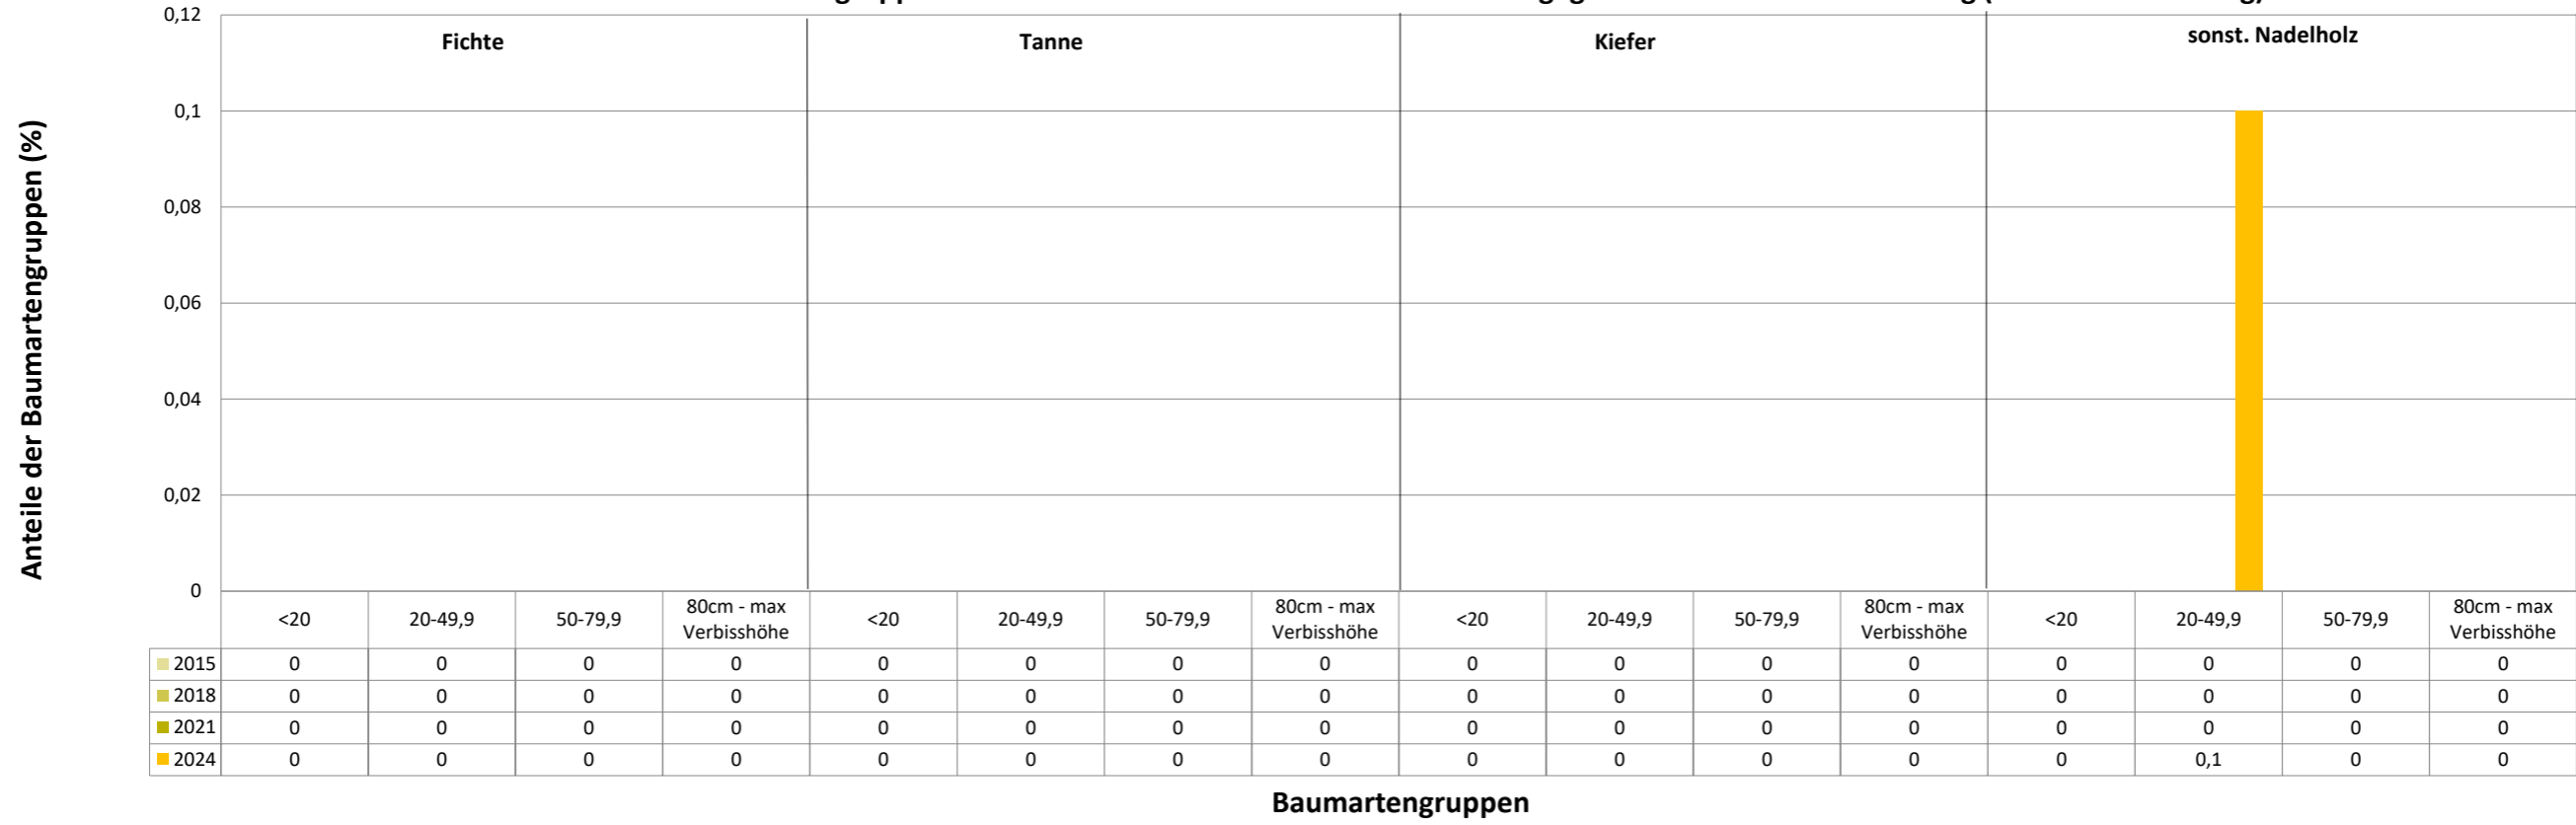 Fichte Tanne Kiefer sonst. Nadelholz
Anteile der Baumartengruppen (%)
0,12
0,1
0,08
0,06
0,04
0,02
0
<20 20-49,9 50-79,9 80cm - max Verbisshöhe <20 20-49,9 50-79,9 80cm - max Verbisshöhe <20 20-49,9 50-79,9 80cm - max Verbisshöhe <20 20-49,9 50-79,9 80cm - max Verbisshöhe
2015 0 0 0 0 0 0 0 0 0 0 0 0 0 0 0 0
2018 0 0 0 0 0 0 0 0 0 0 0 0 0 0 0 0
2021 0 0 0 0 0 0 0 0 0 0 0 0 0 0 0 0
2024 0 0 0 0 0 0 0 0 0 0 0 0 0 0,1 0 0
Baumartengruppen